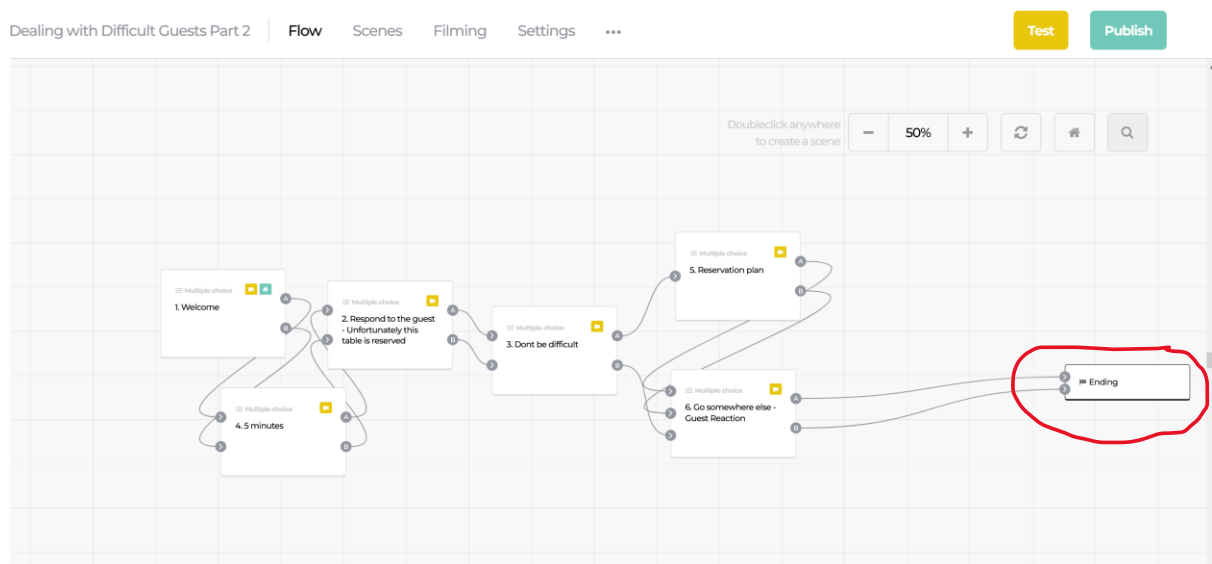 Dealing with Difficult Guests Part 2
Flow
Scenes
Filming
Settings
•••
Test
Publish
Doubleclick anywhere
to create a scene
− 50% +
Multiple choice
1. Welcome
A
B
Multiple choice
2. Respond to the guest
- Unfortunately this
table is reserved
A
B
Multiple choice
3. Dont be difficult
A
B
Multiple choice
4. 5 minutes
A
B
Multiple choice
5. Reservation plan
A
B
Multiple choice
6. Go somewhere else -
Guest Reaction
A
B
Ending